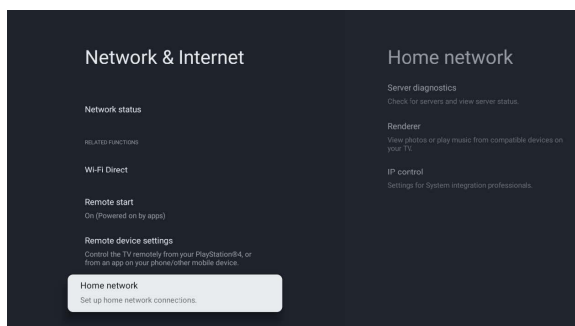 Network & Internet
Network status
RELATED FUNCTIONS
Wi-Fi Direct
Remote start
On (Powered on by apps)
Remote device settings
Control the TV remotely from your PlayStation®4, or
from an app on your phone/other mobile device.
Home network
Set up home network connections.
Home network
Server diagnostics
Check for servers and view server status.
Renderer
View photos or play music from compatible devices on
your TV.
IP control
Settings for System integration professionals.